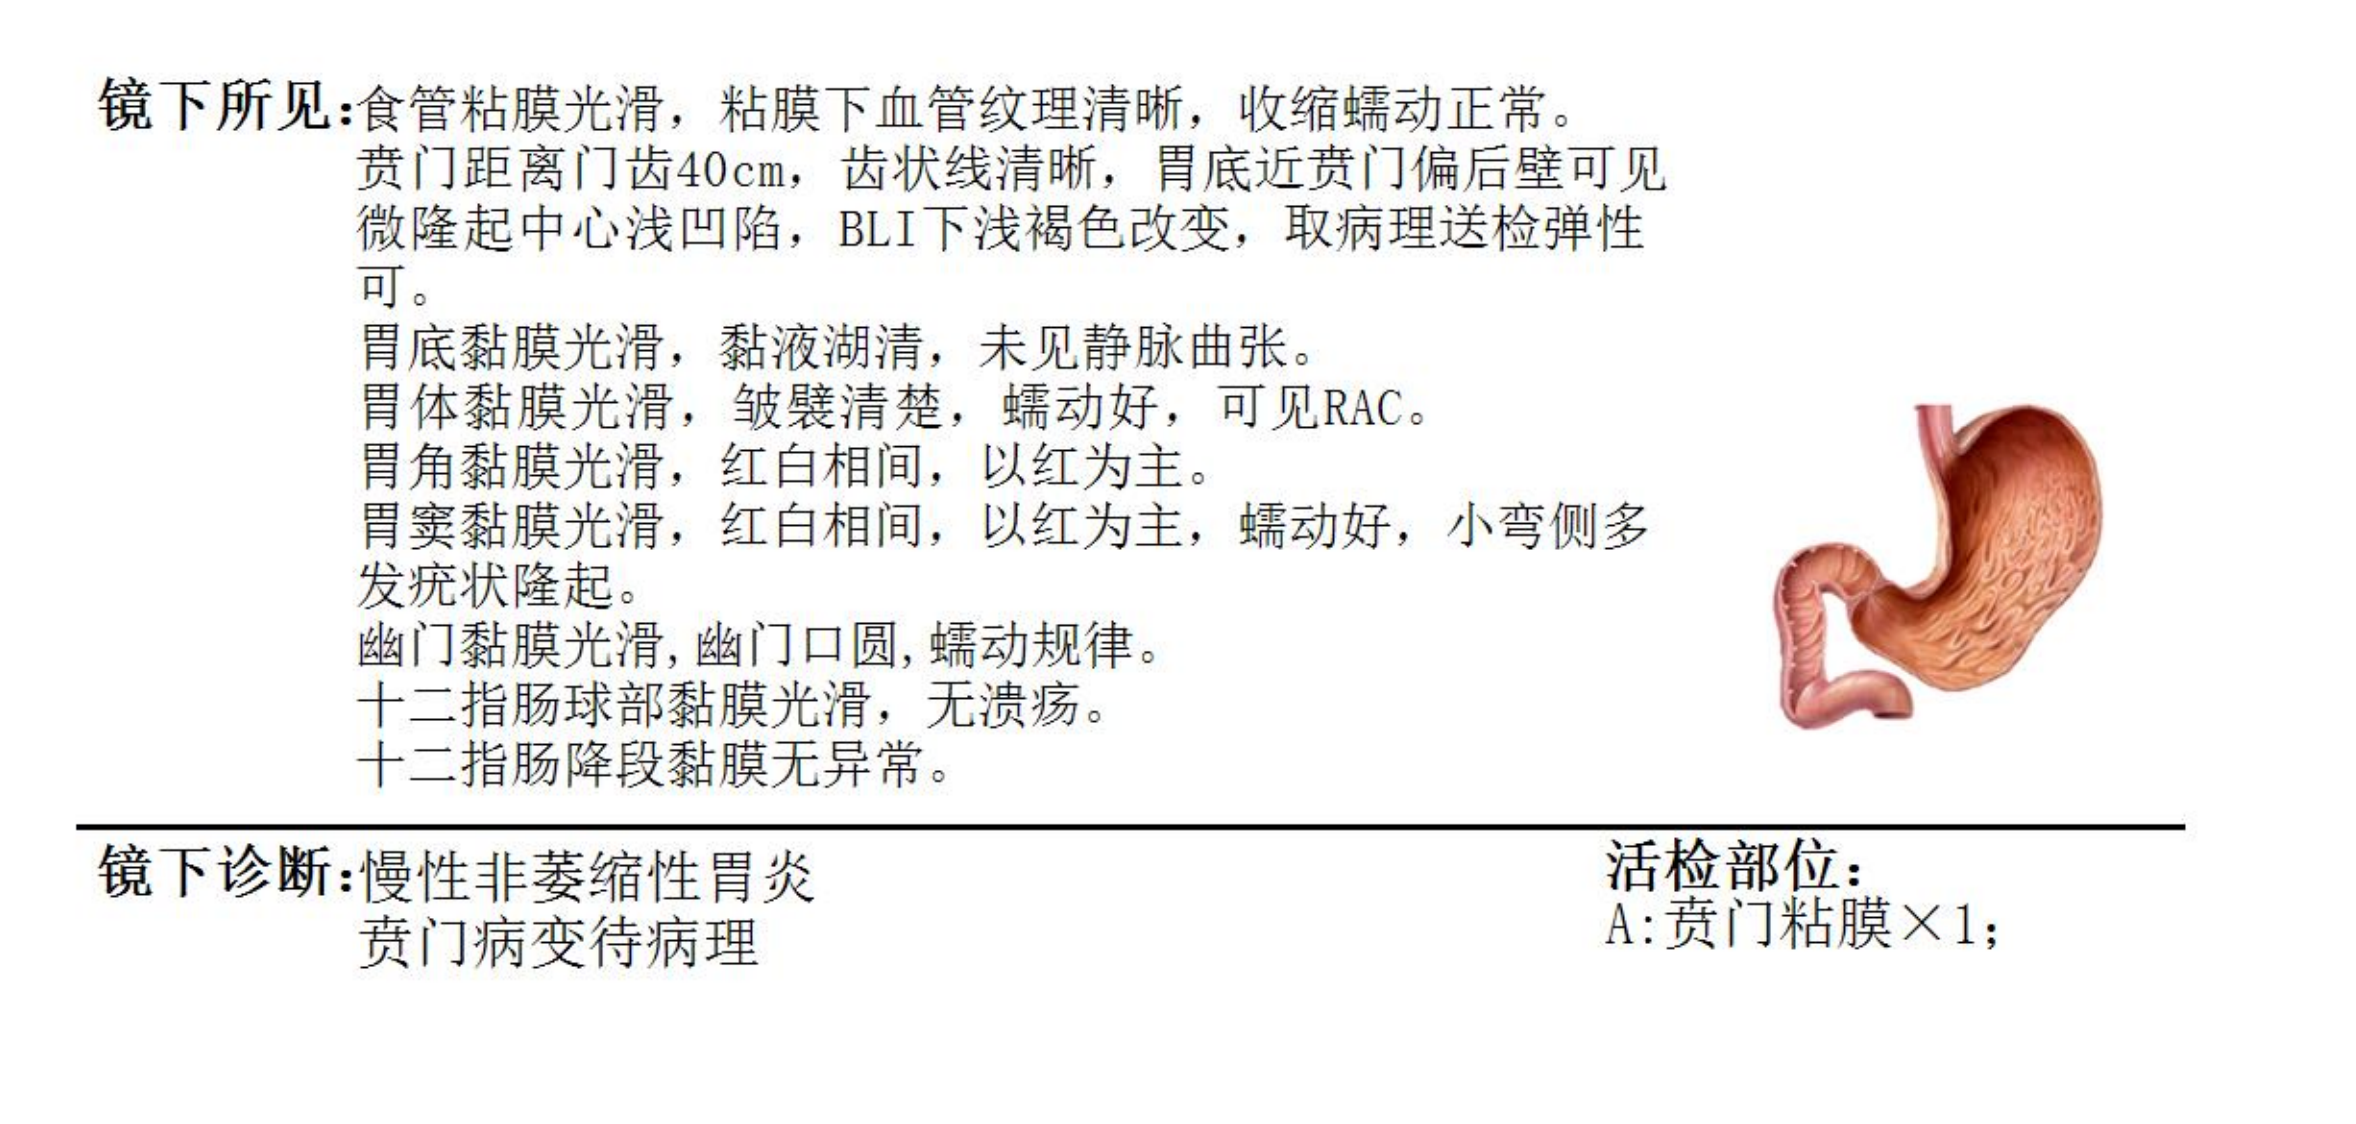 镜下所见:食管粘膜光滑，粘膜下血管纹理清晰，收缩蠕动正常。
贲门距离门齿40cm，齿状线清晰，胃底近贲门偏后壁可见
微隆起中心浅凹陷，BLI下浅褐色改变，取病理送检弹性
可。
胃底黏膜光滑，黏液湖清，未见静脉曲张。
胃体黏膜光滑，皱襞清楚，蠕动好，可见RAC。
胃角黏膜光滑，红白相间，以红为主。
胃窦黏膜光滑，红白相间，以红为主，蠕动好，小弯侧多
发疣状隆起。
幽门黏膜光滑,幽门口圆,蠕动规律。
十二指肠球部黏膜光滑，无溃疡。
十二指肠降段黏膜无异常。
镜下诊断:慢性非萎缩性胃炎
贲门病变待病理
活检部位:
A:贲门粘膜×1;